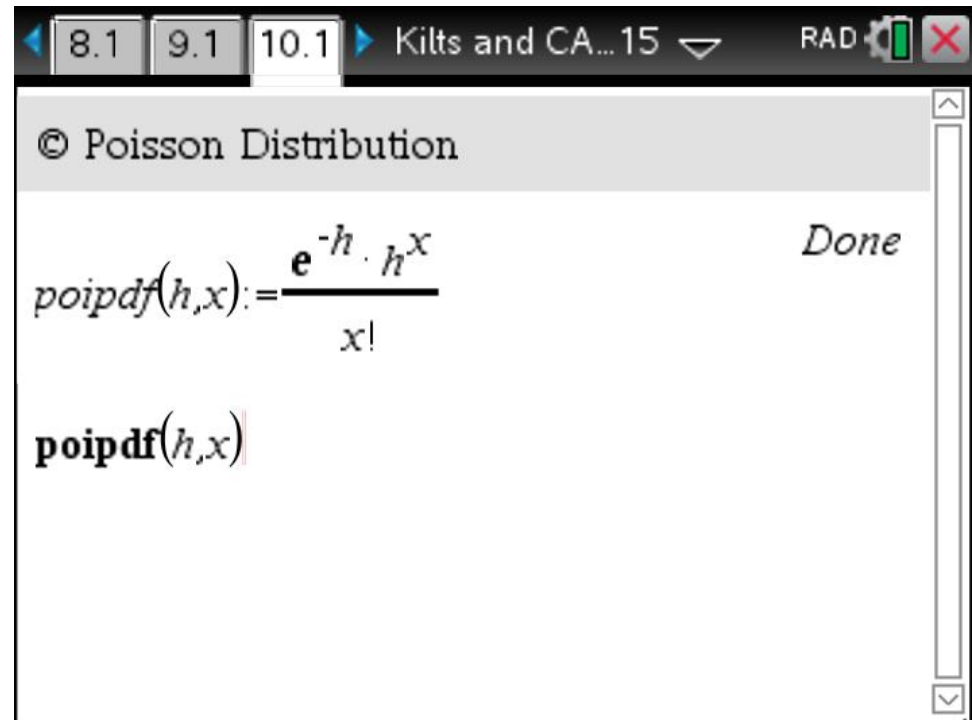 8.1 9.1 10.1 Kilts and CA...15 RAD
© Poisson Distribution
poipdf(h,x):=e^-h · h^x / x! Done
poipdf(h,x)